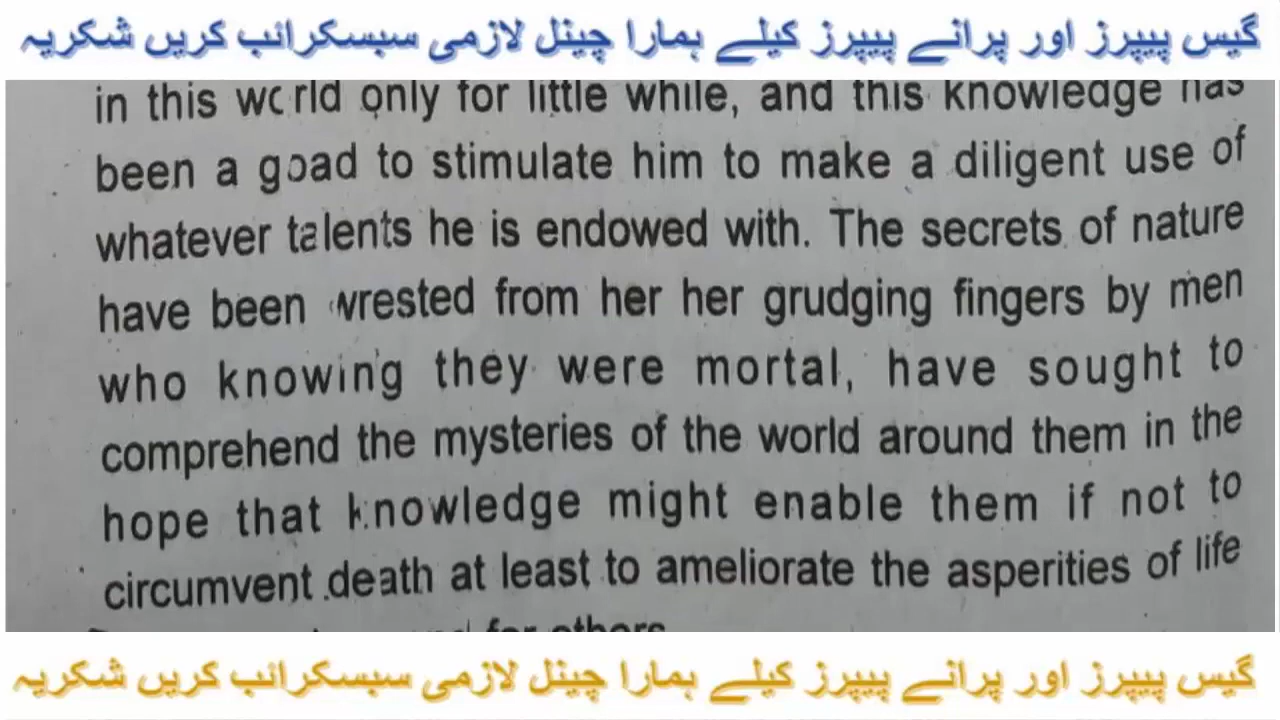 گیس پیپرز اور پرانے پیپرز کیلے ہمارا چینل لازمی سبسکرائب کریں شکریہ
in this world only for little while, and this knowledge has
been a goad to stimulate him to make a diligent use of
whatever talents he is endowed with. The secrets of nature
have been wrested from her her grudging fingers by men
who knowing they were mortal, have sought to
comprehend the mysteries of the world around them in the
hope that knowledge might enable them if not to
circumvent death at least to ameliorate the asperities of life
for others
گیس پیپرز اور پرانے پیپرز کیلے ہمارا چینل لازمی سبسکرائب کریں شکریہ